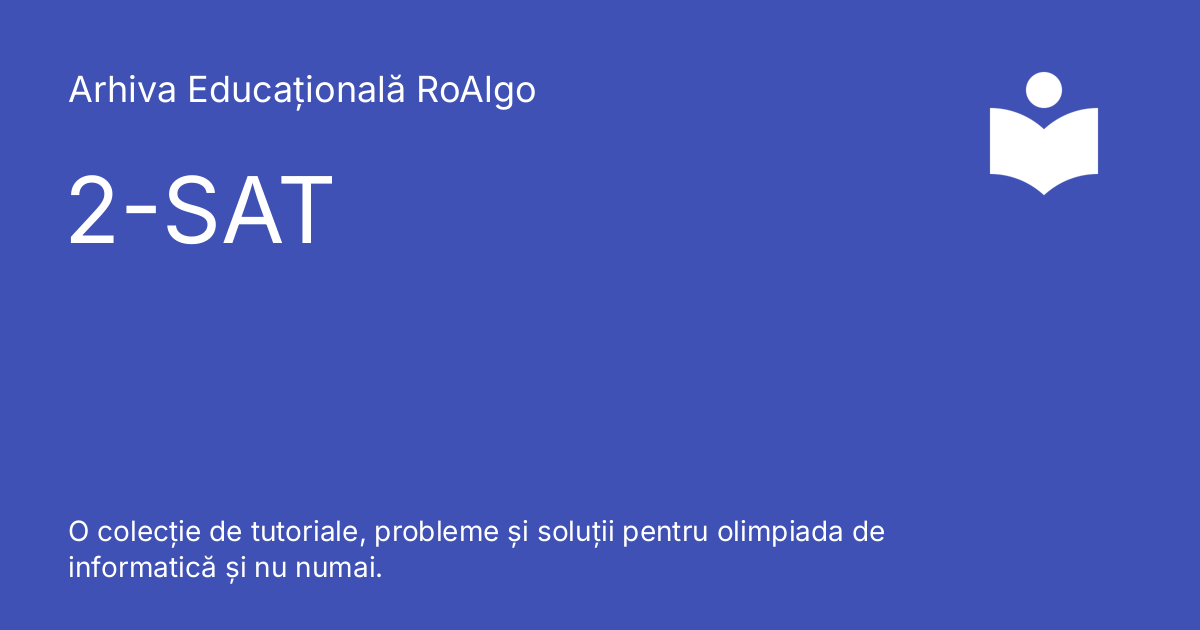 Arhiva Educațională RoAlgo
2-SAT
O colecție de tutoriale, probleme și soluții pentru olimpiada de
informatică și nu numai.